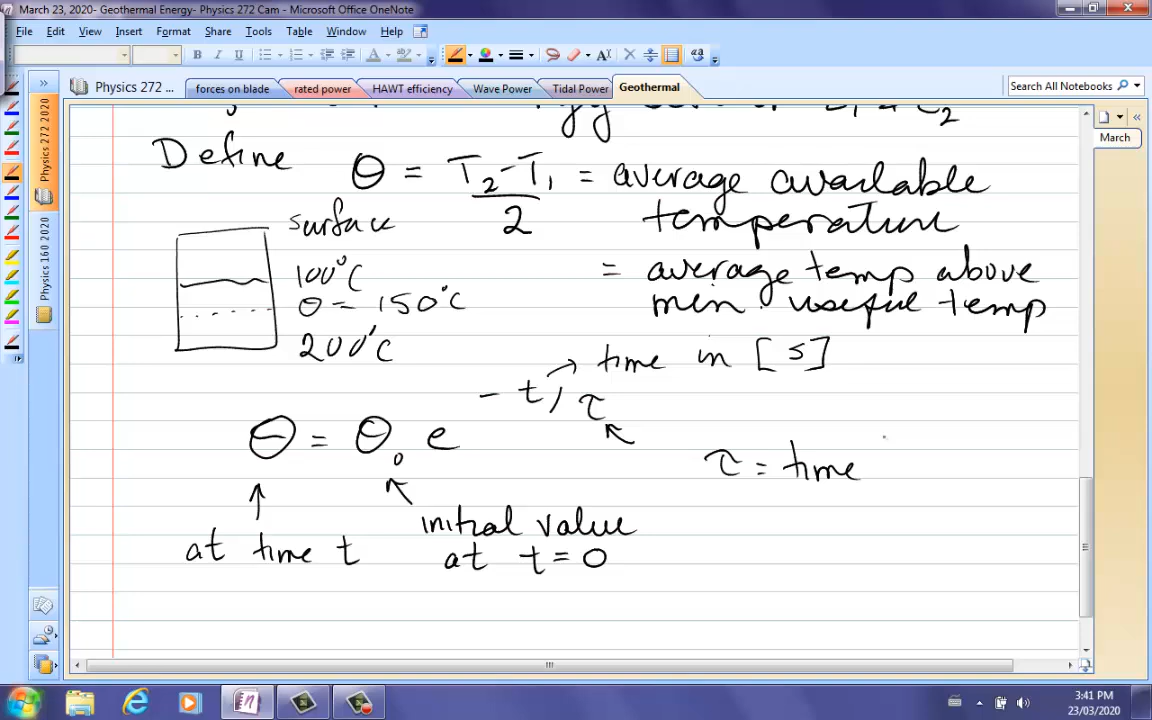 March 23, 2020- Geothermal Energy- Physics 272 Cam - Microsoft Office OneNote
File Edit View Insert Format Share Tools Table Window Help
B I U
Physics 272 ... forces on blade rated power HAWT efficiency Wave Power Tidal Power Geothermal Search All Notebooks
March
Physics 272 2020
Physics 160 2020
Define θ = T₂-T₁/2 = average available
temperature
surface
100°C
= average temp above
θ = 150°C
min useful temp
200°C
time in [s]
θ = θ₀ e -t/τ
τ = time
initial value
at time t
at t = 0
3:41 PM
23/03/2020